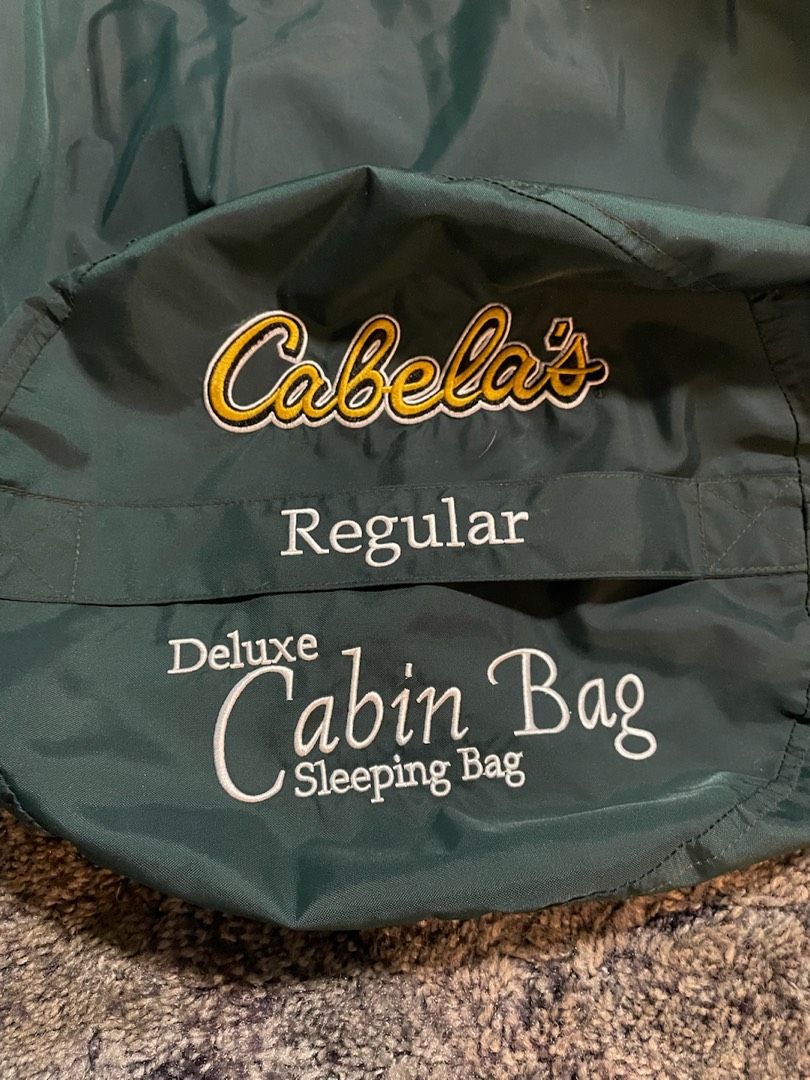 Cabela's
Regular
Deluxe
Cabin Bag
Sleeping Bag